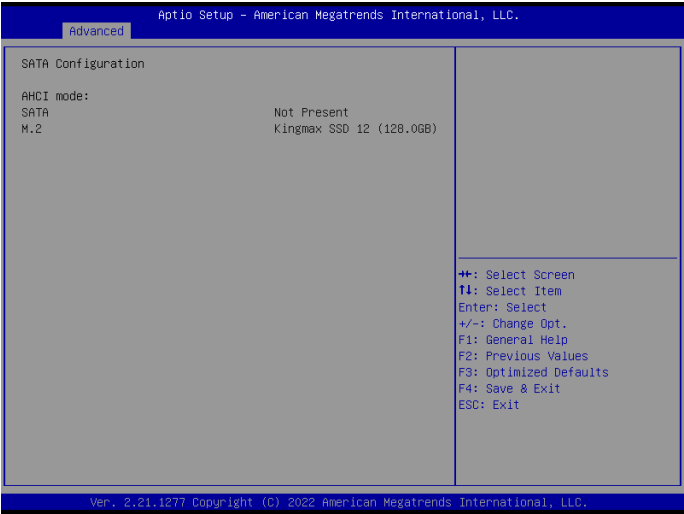 Aptio Setup – American Megatrends International, LLC.
Advanced
SATA Configuration
AHCI mode:
SATA Not Present
M.2 Kingmax SSD 12 (128.0GB)
→←: Select Screen
↑↓: Select Item
Enter: Select
+/-: Change Opt.
F1: General Help
F2: Previous Values
F3: Optimized Defaults
F4: Save & Exit
ESC: Exit
Ver. 2.21.1277 Copyright (C) 2022 American Megatrends International, LLC.